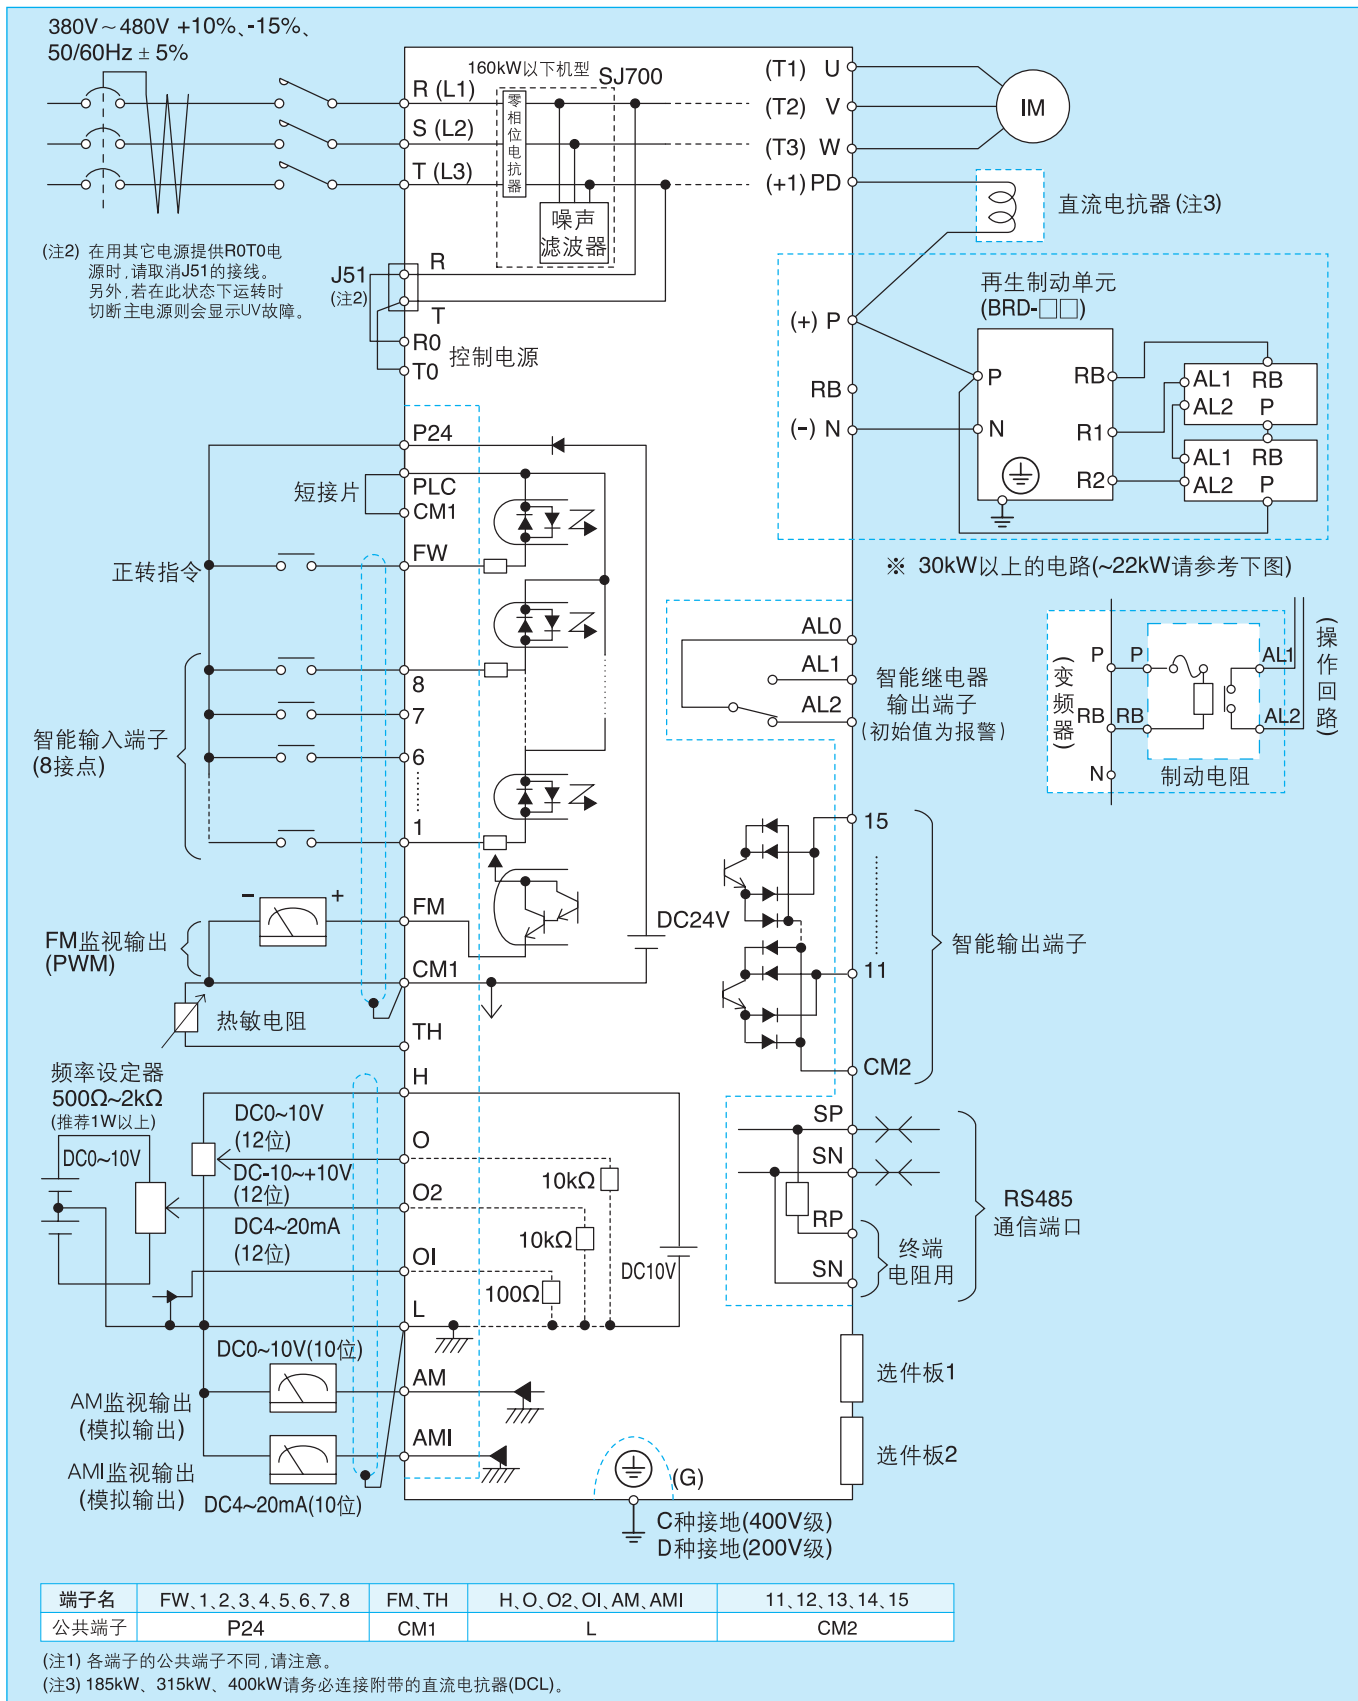 380V～480V +10%、-15%、
50/60Hz ± 5%
160kW以下机型
SJ700
R (L1)
S (L2)
T (L3)
零相位电抗器
噪声
滤波器
(T1) U
(T2) V
(T3) W
(+1) PD
IM
直流电抗器(注3)
(注2) 在用其它电源提供R0T0电
源时,请取消J51的接线。
另外,若在此状态下运转时
切断主电源则会显示UV故障。
J51
(注2)
R
T
R0
T0
控制电源
再生制动单元
(BRD-□□)
(+) P
RB
(-) N
P
N
RB
R1
R2
AL1 RB
AL2 P
AL1 RB
AL2 P
※ 30kW以上的电路(~22kW请参考下图)
P24
短接片
PLC
CM1
正转指令
FW
8
7
6
1
智能输入端子
(8接点)
AL0
AL1
AL2
智能继电器
输出端子
(初始值为报警)
(变频器)
P
RB
N
P
RB
AL1
AL2
制动电阻
(操作回路)
15
11
CM2
智能输出端子
DC24V
- +
FM
FM监视输出
(PWM)
CM1
热敏电阻
TH
频率设定器
500Ω~2kΩ
(推荐1W以上)
DC0~10V
H
DC0~10V
(12位)
O
DC-10~+10V
(12位)
O2
DC4~20mA
(12位)
OI
L
10kΩ
10kΩ
100Ω
DC10V
SP
SN
RP
SN
终端
电阻用
RS485
通信端口
DC0~10V(10位)
AM
AM监视输出
(模拟输出)
AMI
AMI监视输出
(模拟输出)
DC4~20mA(10位)
选件板1
选件板2
(G)
C种接地(400V级)
D种接地(200V级)
端子名 FW、1、2、3、4、5、6、7、8 FM、TH H、O、O2、OI、AM、AMI 11、12、13、14、15
公共端子 P24 CM1 L CM2
(注1) 各端子的公共端子不同,请注意。
(注3) 185kW、315kW、400kW请务必连接附带的直流电抗器(DCL)。